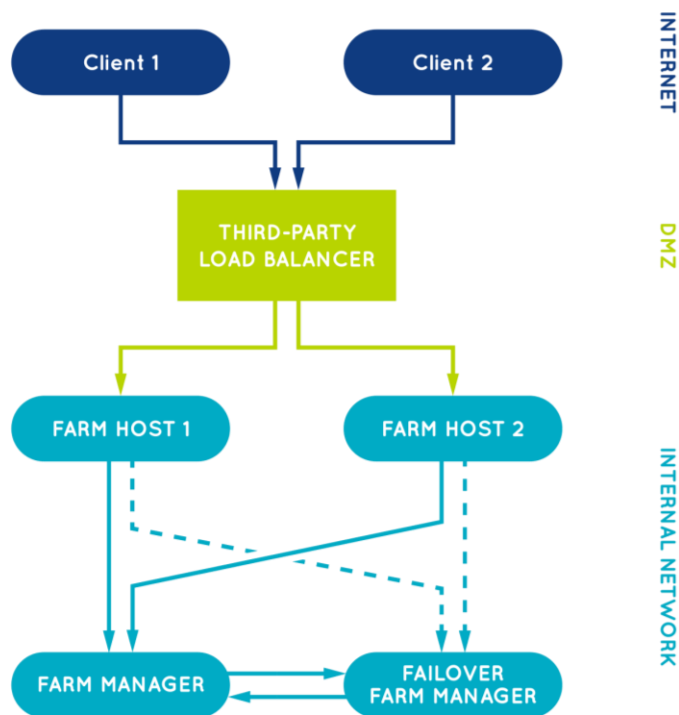 Client 1
Client 2
INTERNET
THIRD-PARTY
LOAD BALANCER
DMZ
FARM HOST 1
FARM HOST 2
INTERNAL NETWORK
FARM MANAGER
FAILOVER
FARM MANAGER